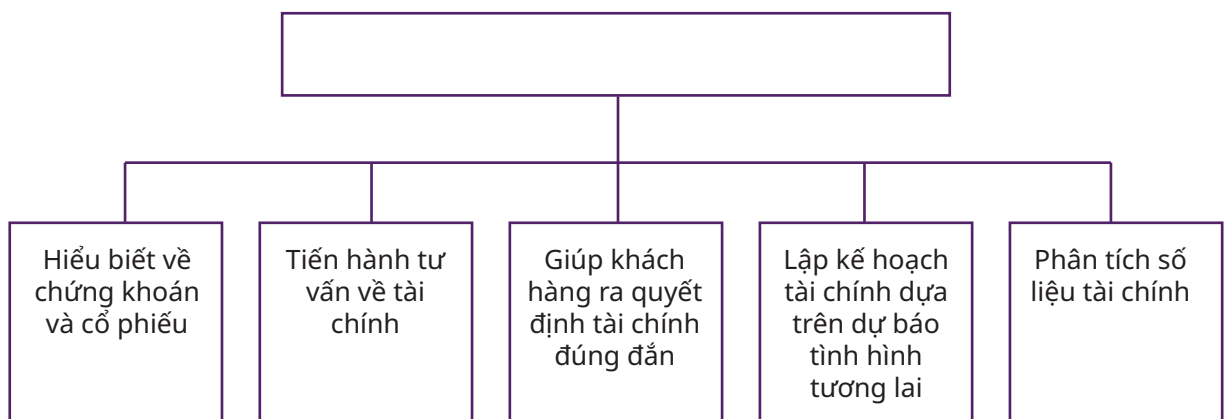 Hiểu biết về
chứng khoán
và cổ phiếu
Tiến hành tư
vấn về tài
chính
Giúp khách
hàng ra quyết
định tài chính
đúng đắn
Lập kế hoạch
tài chính dựa
trên dự báo
tình hình
tương lai
Phân tích số
liệu tài chính